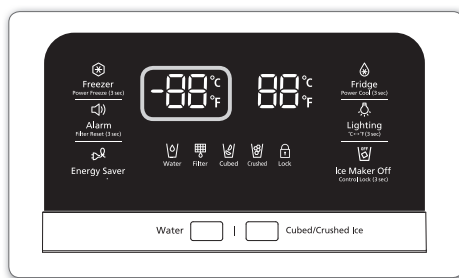 Freezer
Power Freeze (3 sec)
Alarm
Filter Reset (3 sec)
Energy Saver
-88 °C
°F
88 °C
°F
Water Filter Cubed Crushed Lock
Fridge
Power Cool (3 sec)
Lighting
°C↔°F (3 sec)
OFF
Ice Maker Off
Control Lock (3 sec)
Water | Cubed/Crushed Ice